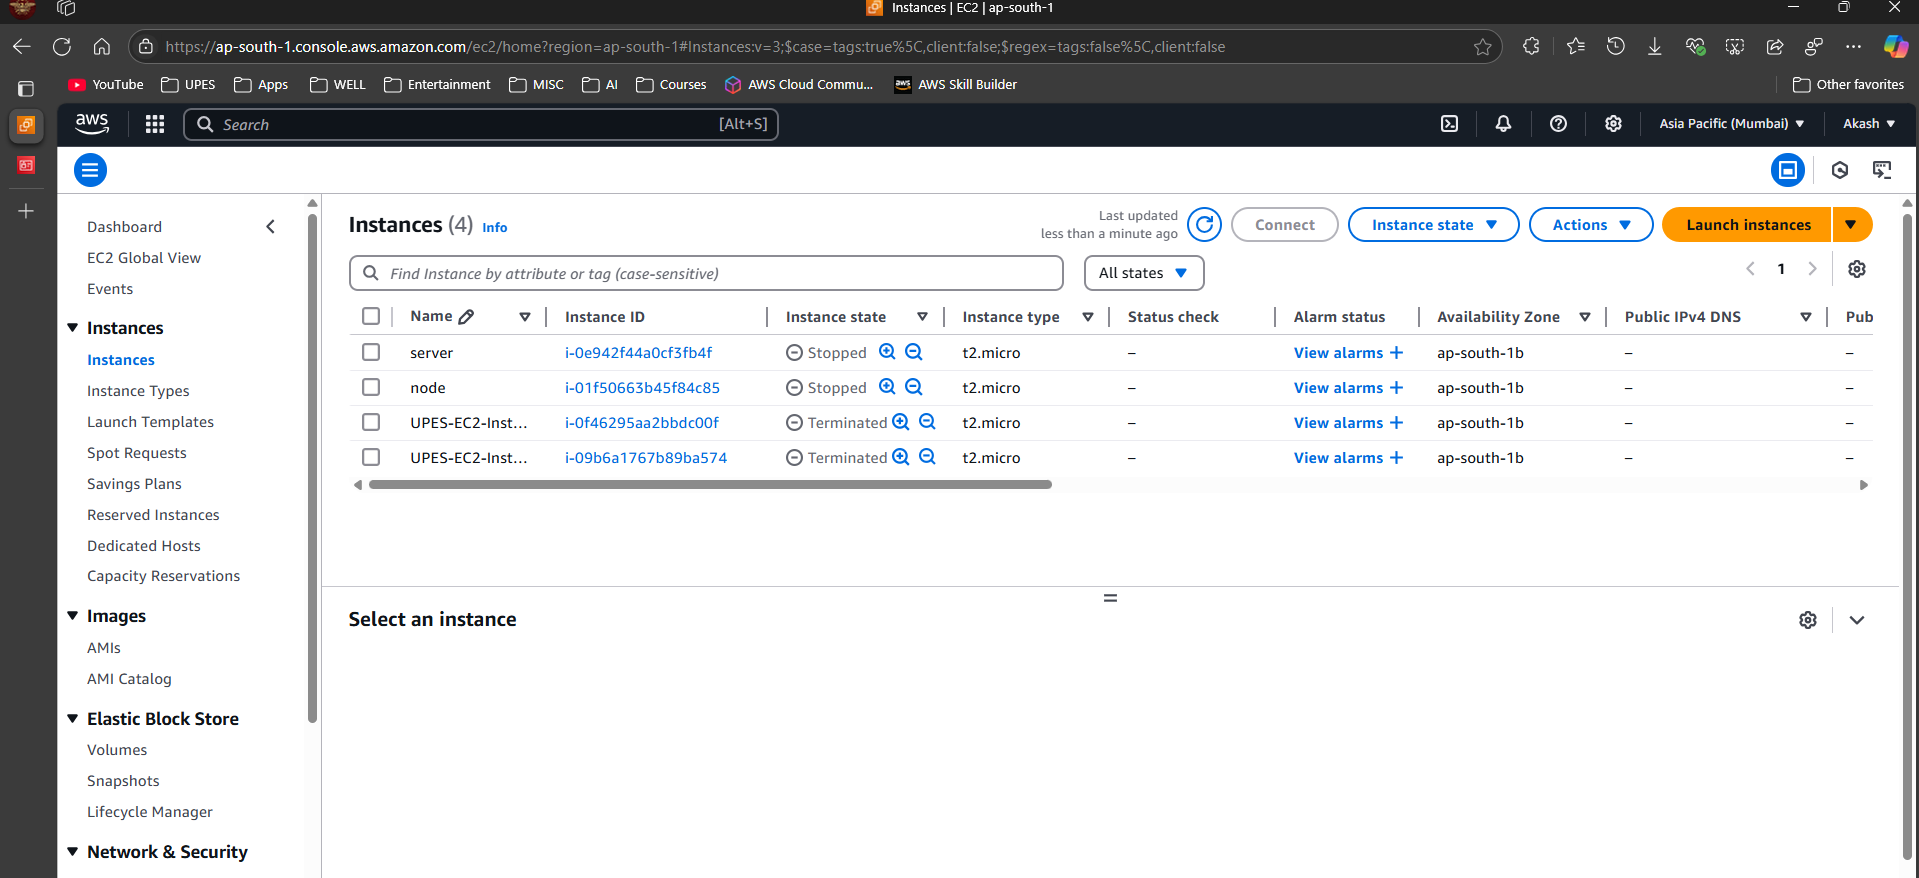 Instances | EC2 | ap-south-1
https://ap-south-1.console.aws.amazon.com/ec2/home?region=ap-south-1#Instances:v=3;$case=tags:true%5C,client:false;$regex=tags:false%5C,client:false
YouTube UPES Apps WELL Entertainment MISC AI Courses AWS Cloud Commu... aws AWS Skill Builder Other favorites
aws Search [Alt+S] Asia Pacific (Mumbai) Akash
Dashboard
EC2 Global View
Events
Instances
Instances
Instance Types
Launch Templates
Spot Requests
Savings Plans
Reserved Instances
Dedicated Hosts
Capacity Reservations
Images
AMIs
AMI Catalog
Elastic Block Store
Volumes
Snapshots
Lifecycle Manager
Network & Security
Instances (4) Info
Last updated
less than a minute ago
Connect Instance state Actions Launch instances
Find Instance by attribute or tag (case-sensitive) All states 1
Name Instance ID Instance state Instance type Status check Alarm status Availability Zone Public IPv4 DNS Pub
server i-0e942f44a0cf3fb4f Stopped t2.micro – View alarms + ap-south-1b – –
node i-01f50663b45f84c85 Stopped t2.micro – View alarms + ap-south-1b – –
UPES-EC2-Inst... i-0f46295aa2bbdc00f Terminated t2.micro – View alarms + ap-south-1b – –
UPES-EC2-Inst... i-09b6a1767b89ba574 Terminated t2.micro – View alarms + ap-south-1b – –
Select an instance